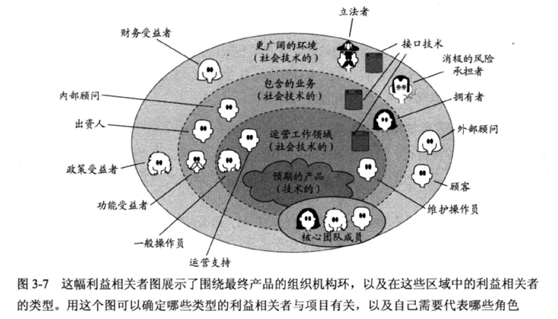 立法者
财务受益者
更广阔的环境
(社会技术的)
接口技术
消极的风险
承担者
包含的业务
(社会技术的)
内部顾问
拥有者
出资人
运营工作领域
(社会技术的)
外部顾问
政策受益者
预期的产品
(技术的)
顾客
功能受益者
维护操作员
一般操作员
核心团队成员
运营支持
图 3-7 这幅利益相关者图展示了围绕最终产品的组织机构环，以及在这些区域中的利益相关者
的类型。用这个图可以确定哪些类型的利益相关者与项目有关，以及自己需要代表哪些角色